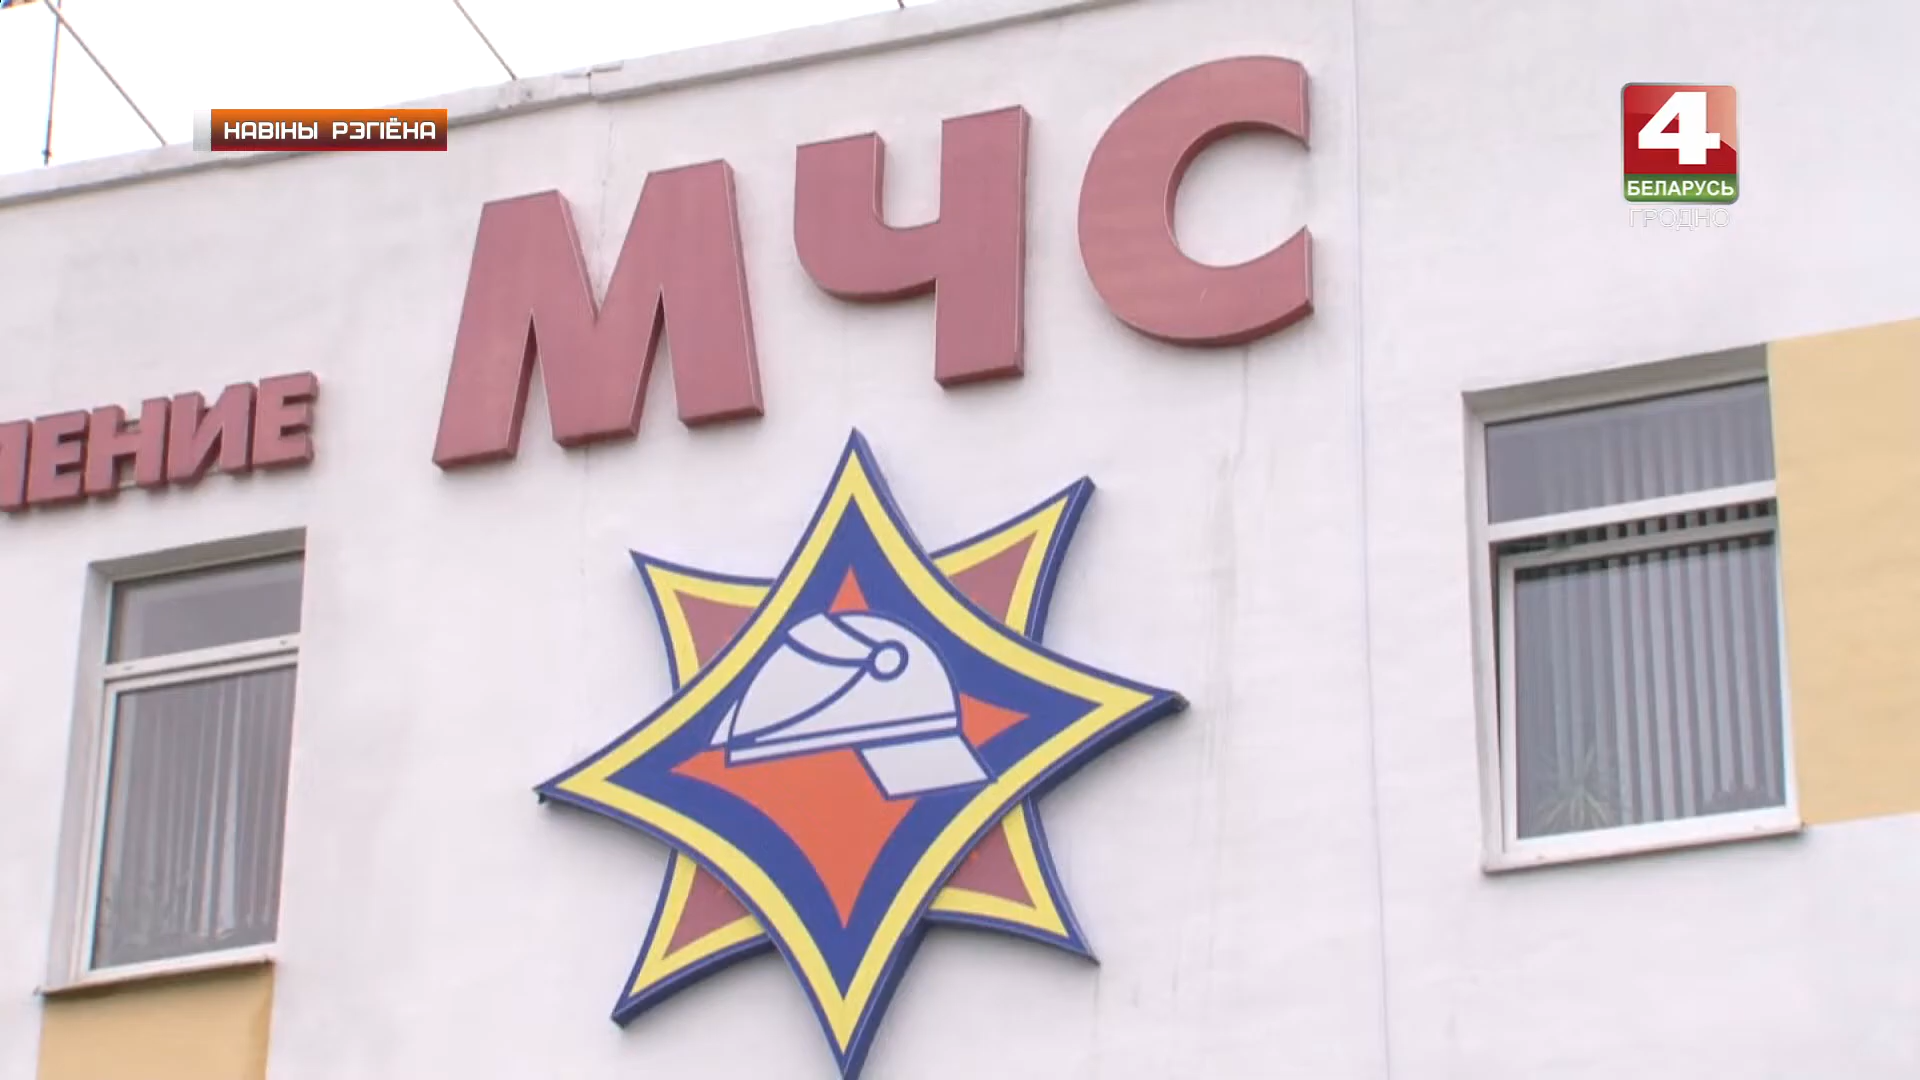 НАВІНЫ РЭГІЁНА
МЧС
ЛЕНИЕ
4
БЕЛАРУСЬ
ГРОДНО